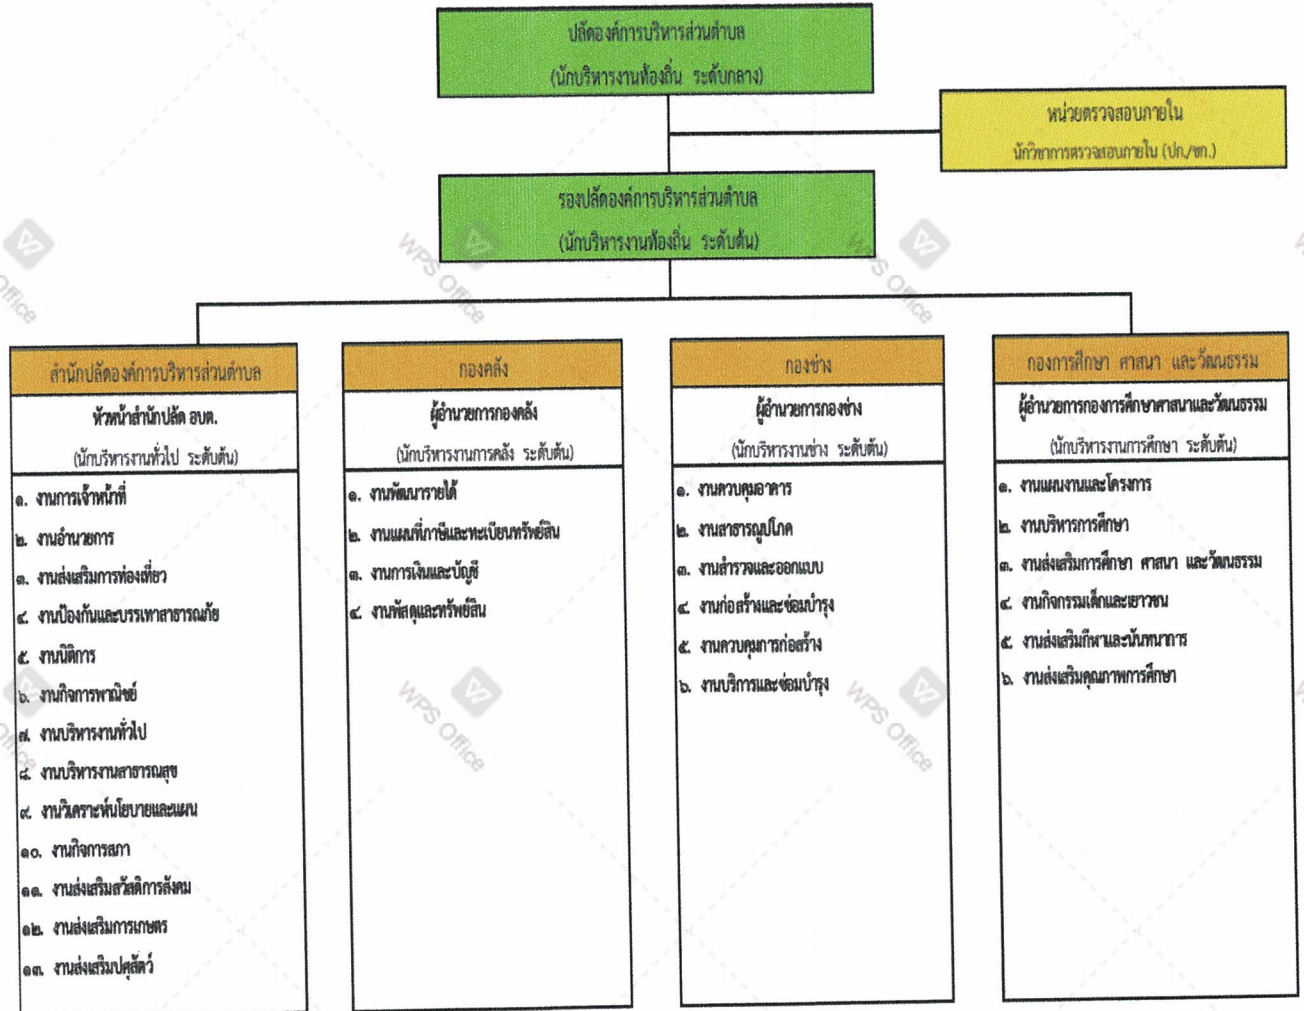 ปลัดองค์การบริหารส่วนตำบล
(นักบริหารงานท้องถิ่น ระดับกลาง)
หน่วยตรวจสอบภายใน
นักวิชาการตรวจสอบภายใน (ปก./ชก.)
รองปลัดองค์การบริหารส่วนตำบล
(นักบริหารงานท้องถิ่น ระดับต้น)
สำนักปลัดองค์การบริหารส่วนตำบล
หัวหน้าสำนักปลัด อบต.
(นักบริหารงานทั่วไป ระดับต้น)
๑. งานการเจ้าหน้าที่
๒. งานอำนวยการ
๓. งานส่งเสริมการท่องเที่ยว
๔. งานป้องกันและบรรเทาสาธารณภัย
๕. งานนิติการ
๖. งานกิจการพาณิชย์
๗. งานบริหารงานทั่วไป
๘. งานบริหารงานสาธารณสุข
๙. งานวิเคราะห์นโยบายและแผน
๑๐. งานกิจการสภา
๑๑. งานส่งเสริมสวัสดิการสังคม
๑๒. งานส่งเสริมการเกษตร
๑๓. งานส่งเสริมปศุสัตว์
กองคลัง
ผู้อำนวยการกองคลัง
(นักบริหารงานการคลัง ระดับต้น)
๑. งานพัฒนารายได้
๒. งานแผนที่ภาษีและทะเบียนทรัพย์สิน
๓. งานการเงินและบัญชี
๔. งานพัสดุและทรัพย์สิน
กองช่าง
ผู้อำนวยการกองช่าง
(นักบริหารงานช่าง ระดับต้น)
๑. งานควบคุมอาคาร
๒. งานสาธารณูปโภค
๓. งานสำรวจและออกแบบ
๔. งานก่อสร้างและซ่อมบำรุง
๕. งานควบคุมการก่อสร้าง
๖. งานบริการและซ่อมบำรุง
กองการศึกษา ศาสนา และวัฒนธรรม
ผู้อำนวยการกองการศึกษาศาสนาและวัฒนธรรม
(นักบริหารงานการศึกษา ระดับต้น)
๑. งานแผนงานและโครงการ
๒. งานบริหารการศึกษา
๓. งานส่งเสริมการศึกษา ศาสนา และวัฒนธรรม
๔. งานกิจกรรมเด็กและเยาวชน
๕. งานส่งเสริมกีฬาและนันทนาการ
๖. งานส่งเสริมคุณภาพการศึกษา
WPS Office
WPS Office
WPS Office
WPS Office